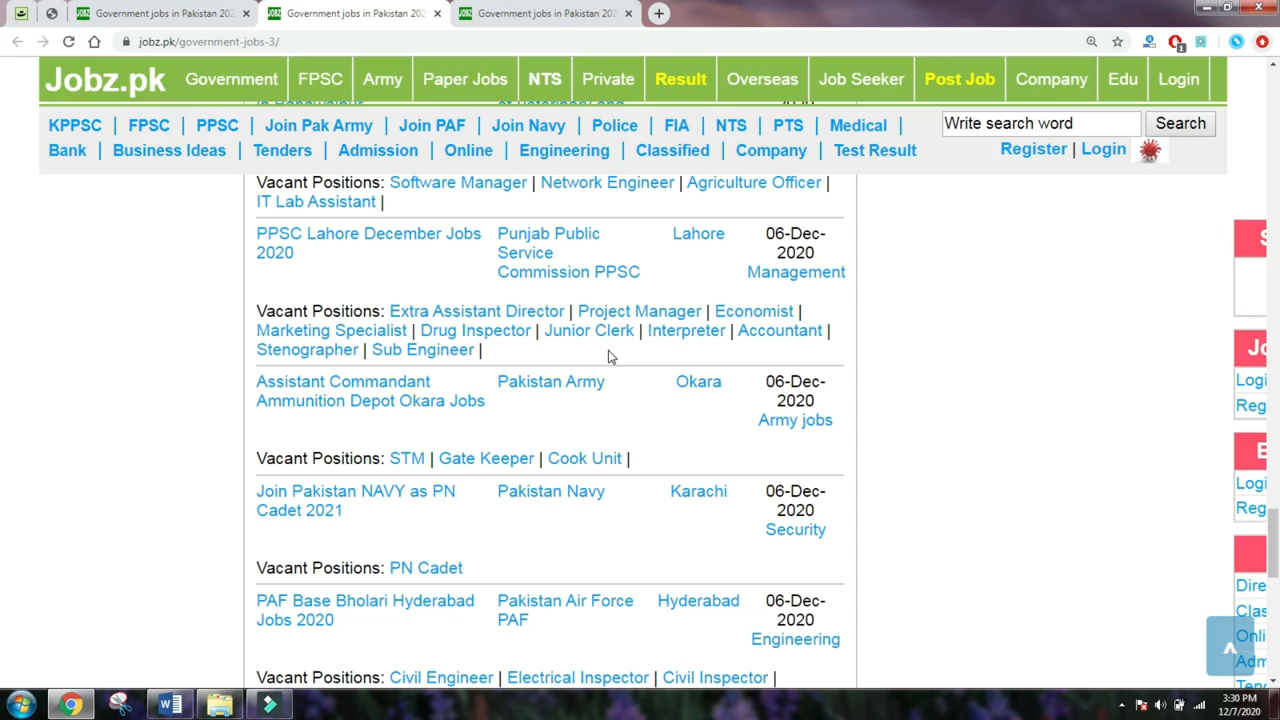 Government jobs in Pakistan 202
Government jobs in Pakistan 202
Government jobs in Pakistan 202
jobz.pk/government-jobs-3/
Jobz.pk Government FPSC Army Paper Jobs NTS Private Result Overseas Job Seeker Post Job Company Edu Login
KPPSC | FPSC | PPSC | Join Pak Army | Join PAF | Join Navy | Police | FIA | NTS | PTS | Medical |
Write search word Search
Bank | Business Ideas | Tenders | Admission | Online | Engineering | Classified | Company | Test Result
Register | Login
Vacant Positions: Software Manager | Network Engineer | Agriculture Officer |
IT Lab Assistant |
PPSC Lahore December Jobs
2020
Punjab Public
Service
Commission PPSC
Lahore
06-Dec-
2020
Management
Vacant Positions: Extra Assistant Director | Project Manager | Economist |
Marketing Specialist | Drug Inspector | Junior Clerk | Interpreter | Accountant |
Stenographer | Sub Engineer |
Assistant Commandant
Ammunition Depot Okara Jobs
Pakistan Army
Okara
06-Dec-
2020
Army jobs
Vacant Positions: STM | Gate Keeper | Cook Unit |
Join Pakistan NAVY as PN
Cadet 2021
Pakistan Navy
Karachi
06-Dec-
2020
Security
Vacant Positions: PN Cadet
PAF Base Bholari Hyderabad
Jobs 2020
Pakistan Air Force
PAF
Hyderabad
06-Dec-
2020
Engineering
Vacant Positions: Civil Engineer | Electrical Inspector | Civil Inspector |
S
Jo
Logi
Reg
E
Logi
Reg
Dire
Clas
Onli
Adm
3:30 PM
12/7/2020